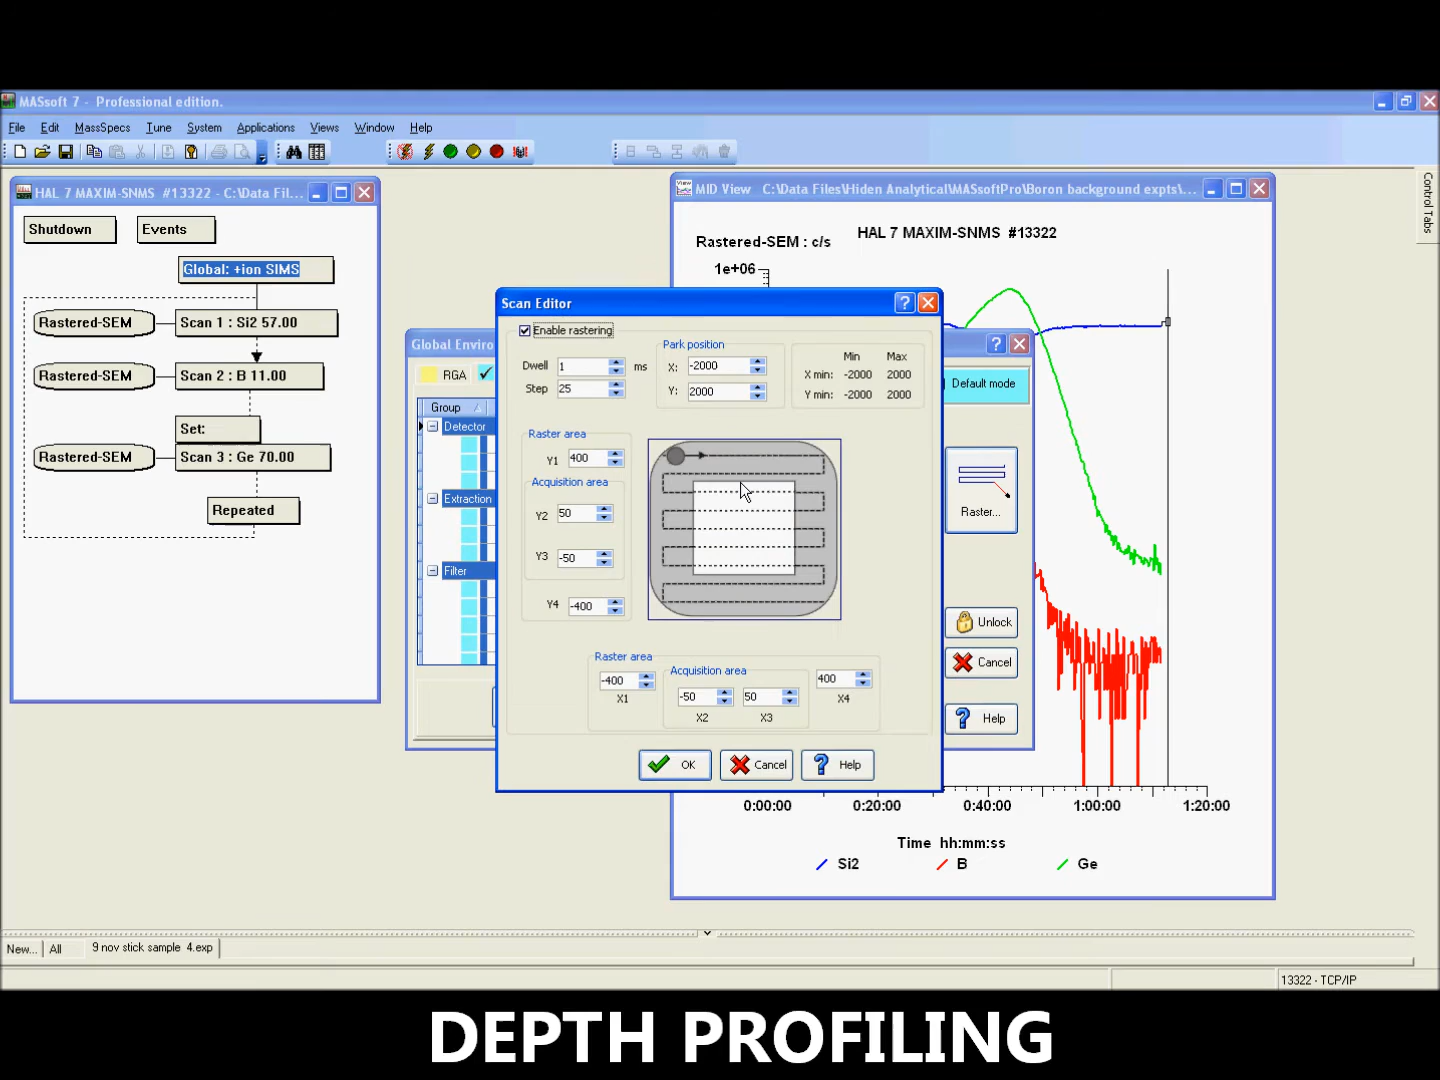 MASsoft 7 - Professional edition.
File Edit MassSpecs Tune System Applications Views Window Help
HAL 7 MAXIM-SNMS #13322 - C:\Data Fil...
Shutdown
Events
Global: +ion SIMS
Rastered-SEM
Scan 1 : Si2 57.00
Rastered-SEM
Scan 2 : B 11.00
Set:
Rastered-SEM
Scan 3 : Ge 70.00
Repeated
View
MID View C:\Data Files\Hiden Analytical\MASsoftPro\Boron background expts\...
HAL 7 MAXIM-SNMS #13322
Rastered-SEM : c/s
1e+06
Global Enviro
RGA
Group
Detector
Extraction
Filter
Default mode
Raster...
Unlock
Cancel
Help
Scan Editor
Enable rastering
Dwell 1 ms
Step 25
Park position
X: -2000
Y: 2000
Min Max
X min: -2000 2000
Y min: -2000 2000
Raster area
Y1 400
Acquisition area
Y2 50
Y3 -50
Y4 -400
Raster area
-400
X1
Acquisition area
-50 50
X2 X3
400
X4
OK Cancel Help
0:00:00 0:20:00 0:40:00 1:00:00 1:20:00
Time hh:mm:ss
Si2 B Ge
Control Tabs
New... All 9 nov stick sample 4.exp
13322 - TCP/IP
DEPTH PROFILING